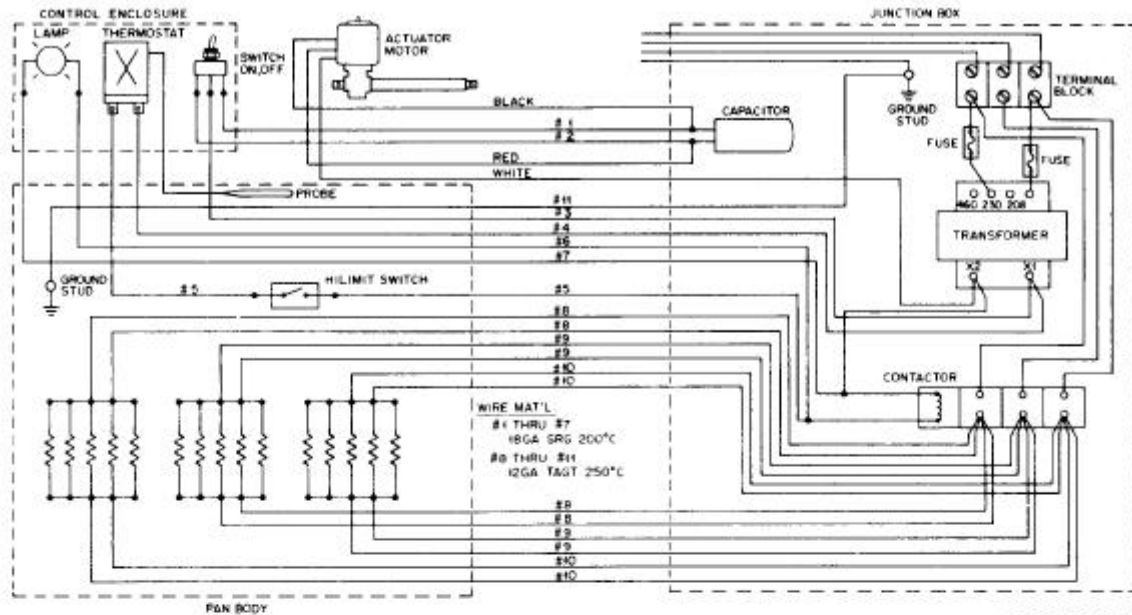 CONTROL ENCLOSURE
LAMP
THERMOSTAT
SWITCH
ON,OFF
ACTUATOR
MOTOR
JUNCTION BOX
TERMINAL
BLOCK
GROUND
STUD
FUSE
FUSE
BLACK
CAPACITOR
#1
#2
RED
WHITE
PROBE
#11
#3
#4
#6
#7
460 230 208
TRANSFORMER
X2
X1
GROUND
STUD
#5
HILIMIT SWITCH
#5
#8
#8
#9
#9
#10
#10
CONTACTOR
WIRE MAT'L
#1 THRU #7
18GA SRG 200°C
#8 THRU #11
12GA TAGT 250°C
#8
#8
#9
#9
#10
#10
PAN BODY